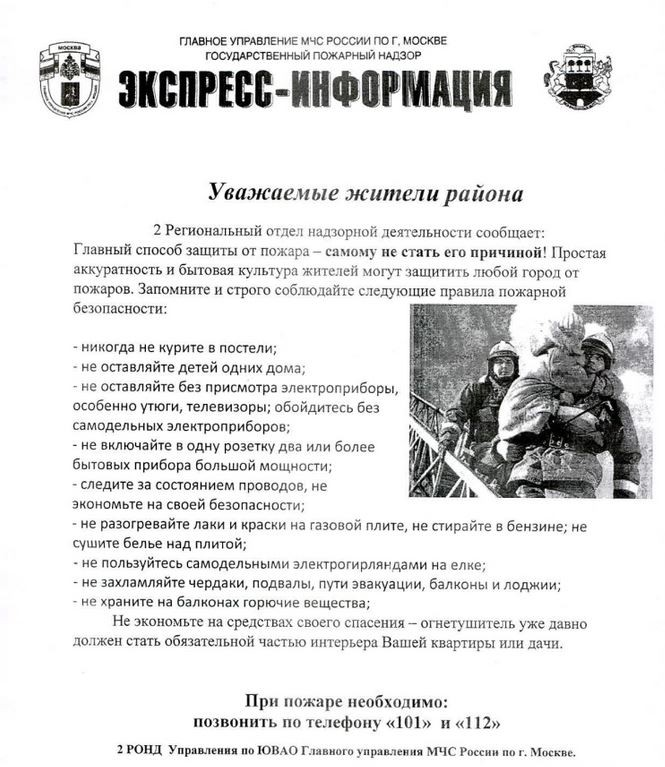 ГЛАВНОЕ УПРАВЛЕНИЕ МЧС РОССИИ ПО Г, МОСКВЕ
ГОСУДАРСТВЕННЫЙ ПОЖАРНЫЙ НАДЗОР
МОСКВА
ЭКСПРЕСС-ИНФОРМАЦИЯ
Уважаемые жители района
2 Региональный отдел надзорной деятельности сообщает:
Главный способ защиты от пожара – самому не стать его причиной! Простая
аккуратность и бытовая культура жителей могут защитить любой город от
пожаров. Запомните и строго соблюдайте следующие правила пожарной
безопасности:
- никогда не курите в постели;
- не оставляйте детей одних дома;
- не оставляйте без присмотра электроприборы,
особенно утюги, телевизоры; обойдитесь без
самодельных электроприборов;
- не включайте в одну розетку два или более
бытовых прибора большой мощности;
- следите за состоянием проводов, не
экономьте на своей безопасности;
- не разогревайте лаки и краски на газовой плите, не стирайте в бензине; не
сушите белье над плитой;
- не пользуйтесь самодельными электрогирляндами на елке;
- не захламляйте чердаки, подвалы, пути эвакуации, балконы и лоджии;
- не храните на балконах горючие вещества;
Не экономьте на средствах своего спасения – огнетушитель уже давно
должен стать обязательной частью интерьера Вашей квартиры или дачи.
При пожаре необходимо:
позвонить по телефону «101» и «112»
2 РОНД Управления по ЮВАО Главного управления МЧС России по г. Москве.